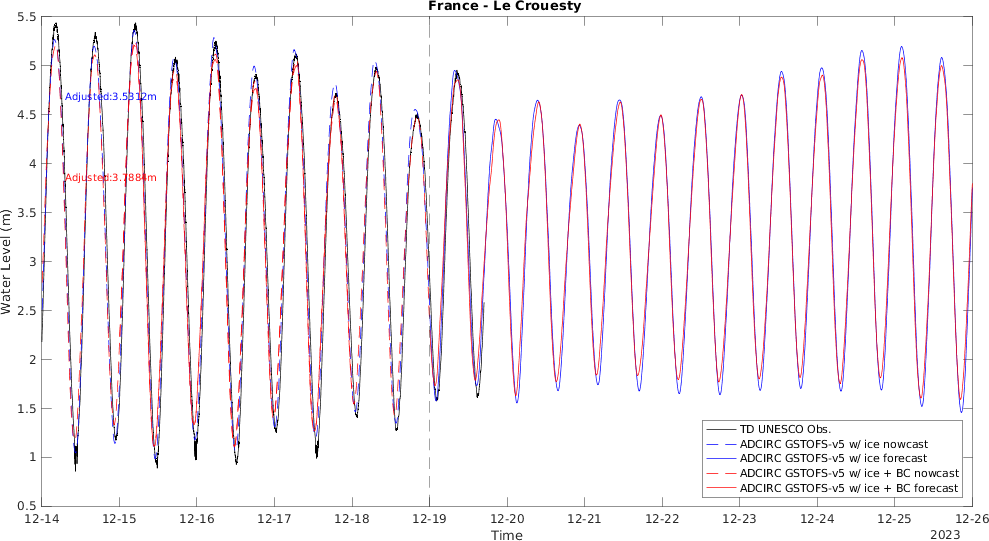 France - Le Crouesty
5.5
5
4.5
4
3.5
3
2.5
2
1.5
1
0.5
Water Level (m)
Adjusted:3.5312m
Adjusted:3.7884m
TD UNESCO Obs.
ADCIRC GSTOFS-v5 w/ ice nowcast
ADCIRC GSTOFS-v5 w/ ice forecast
ADCIRC GSTOFS-v5 w/ ice + BC nowcast
ADCIRC GSTOFS-v5 w/ ice + BC forecast
12-14 12-15 12-16 12-17 12-18 12-19 12-20 12-21 12-22 12-23 12-24 12-25 12-26
Time
2023